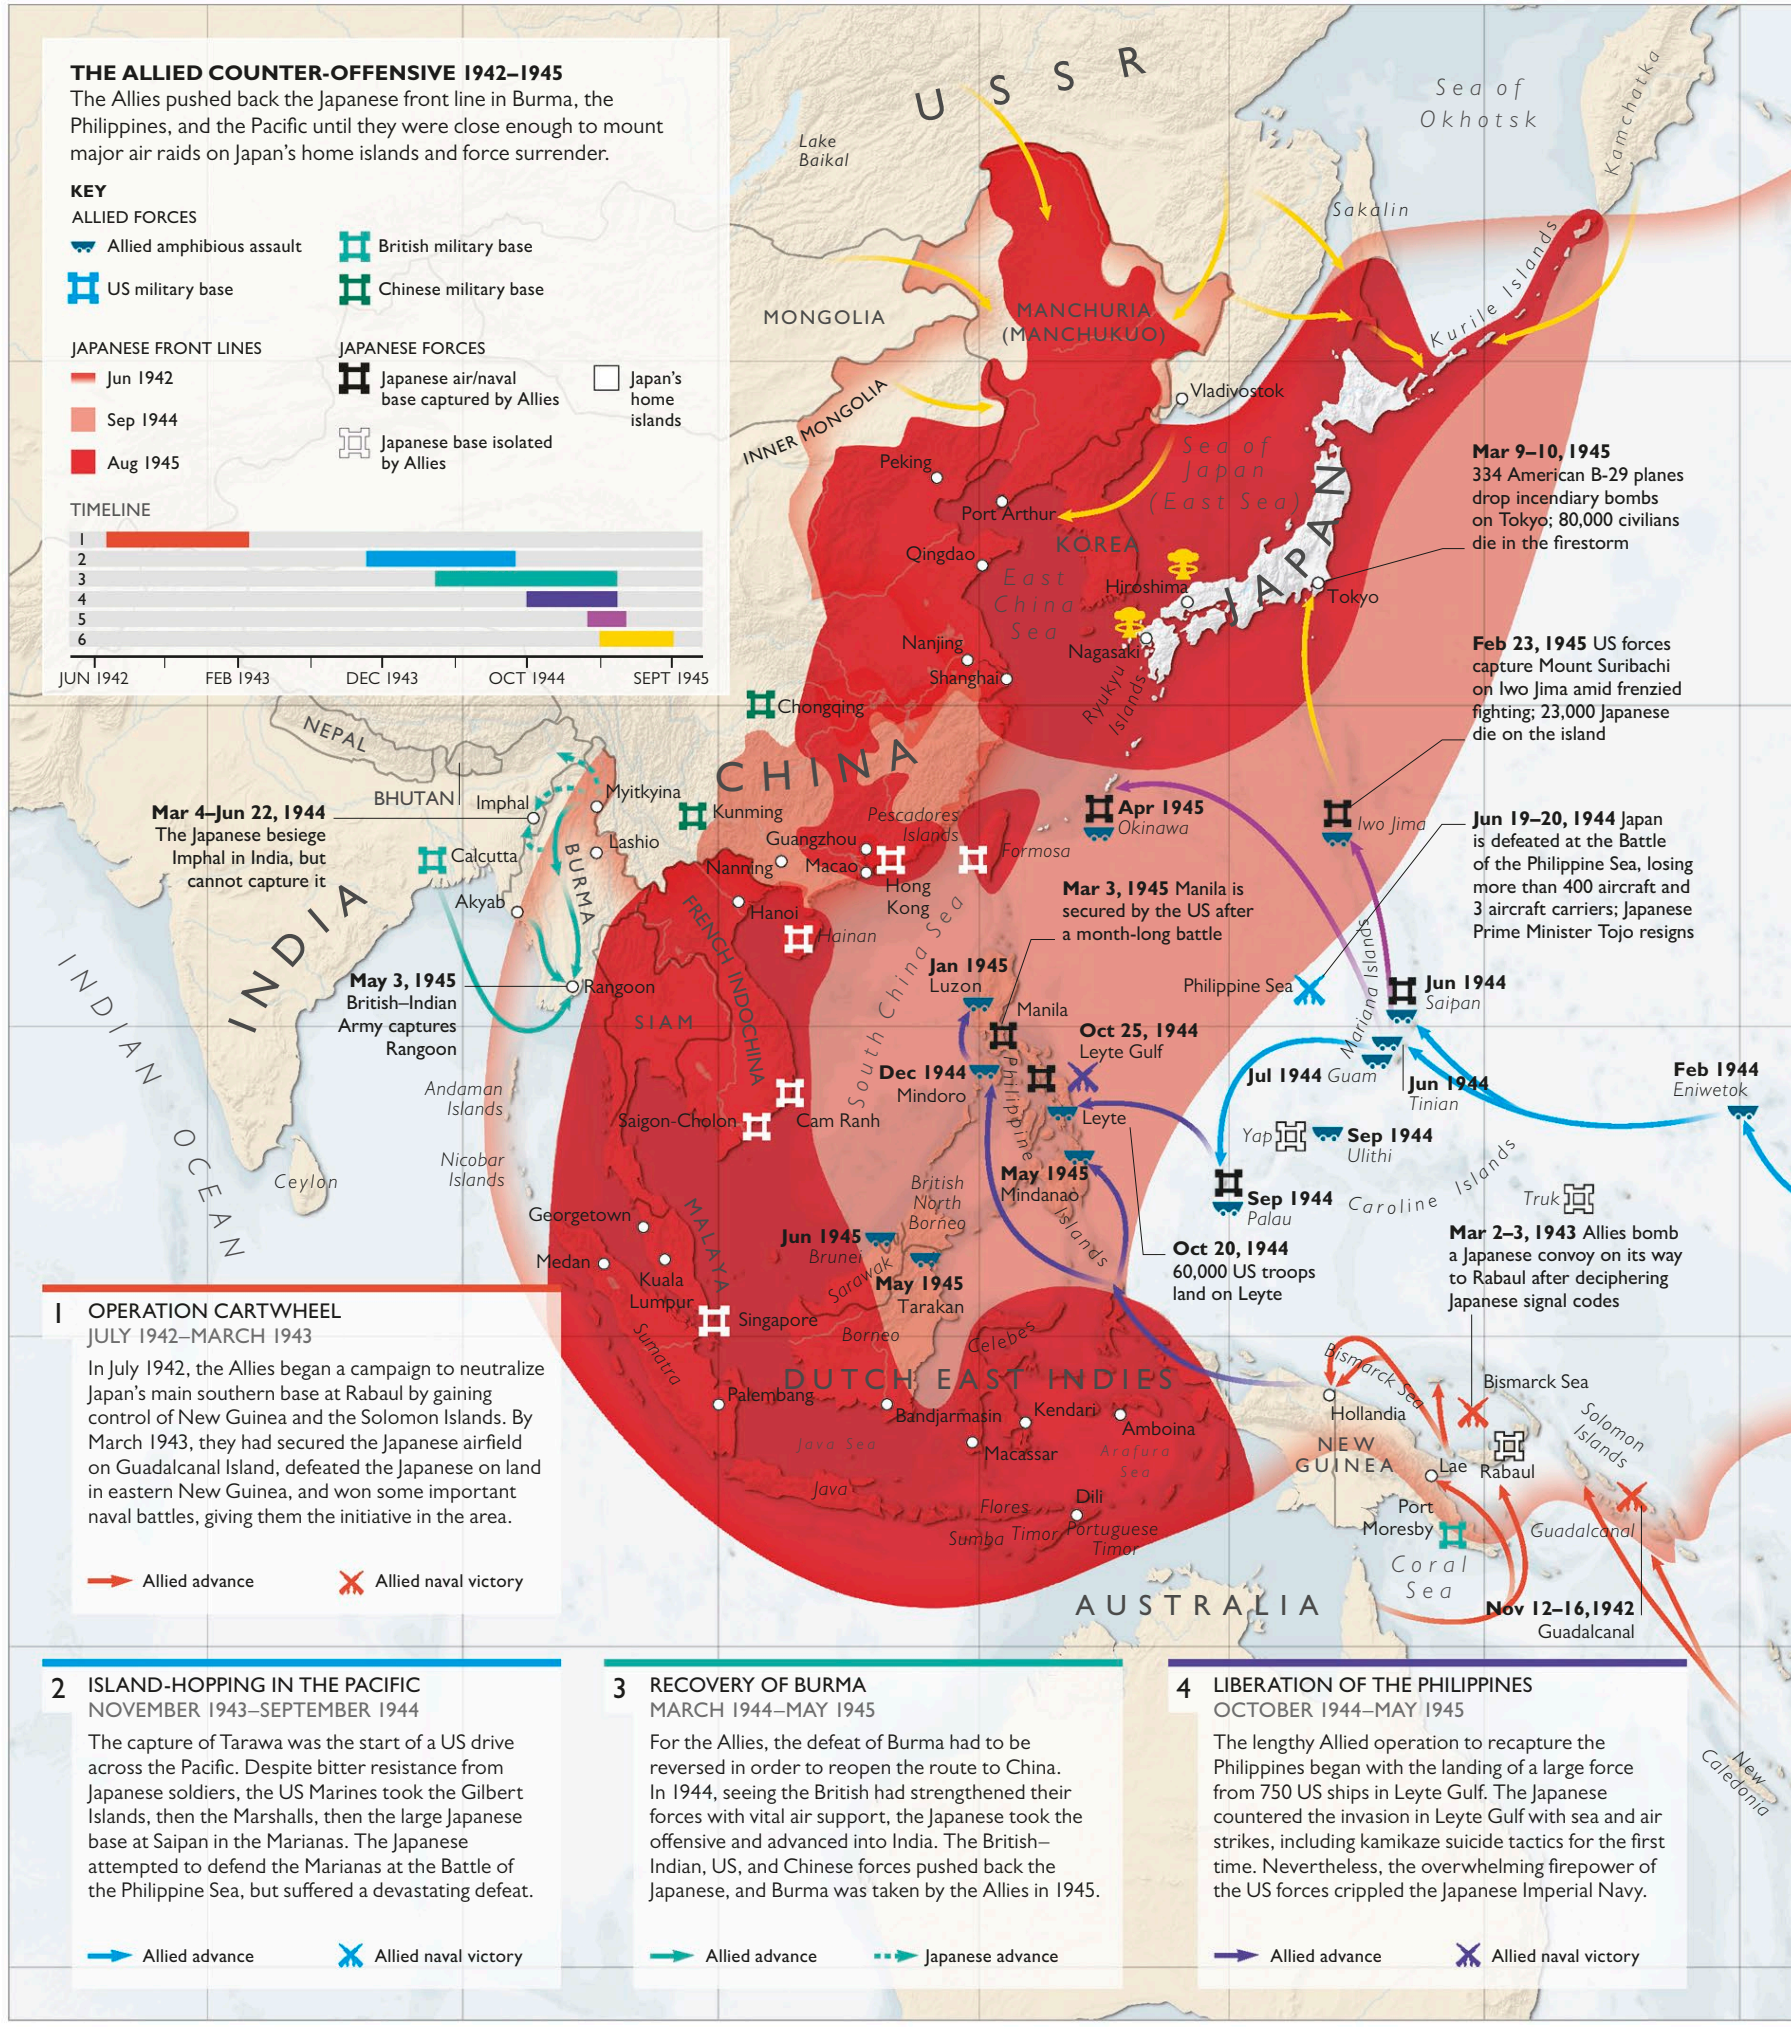 THE ALLIED COUNTER-OFFENSIVE 1942–1945
The Allies pushed back the Japanese front line in Burma, the
Philippines, and the Pacific until they were close enough to mount
major air raids on Japan's home islands and force surrender.
KEY
ALLIED FORCES
Allied amphibious assault
British military base
US military base
Chinese military base
JAPANESE FRONT LINES
Jun 1942
Sep 1944
Aug 1945
JAPANESE FORCES
Japanese air/naval
base captured by Allies
Japanese base isolated
by Allies
Japan's
home
islands
TIMELINE
1
2
3
4
5
6
JUN 1942
FEB 1943
DEC 1943
OCT 1944
SEPT 1945
USSR
Lake
Baikal
Sea of
Okhotsk
Kamchatka
Sakalin
Kurile Islands
MONGOLIA
MANCHURIA
(MANCHUKUO)
INNER MONGOLIA
Vladivostok
Sea of
Japan
(East Sea)
Peking
Port Arthur
KOREA
Qingdao
East
China
Sea
Hiroshima
JAPAN
Tokyo
Nagasaki
Nanjing
Shanghai
Ryukyu
Islands
Mar 9–10, 1945
334 American B-29 planes
drop incendiary bombs
on Tokyo; 80,000 civilians
die in the firestorm
Feb 23, 1945 US forces
capture Mount Suribachi
on Iwo Jima amid frenzied
fighting; 23,000 Japanese
die on the island
Chongqing
NEPAL
CHINA
BHUTAN
Imphal
Myitkyina
Kunming
Lashio
Mar 4–Jun 22, 1944
The Japanese besiege
Imphal in India, but
cannot capture it
Calcutta
BURMA
Akyab
INDIA
Pescadores
Islands
Guangzhou
Nanning
Macao
Hong
Kong
Formosa
Apr 1945
Okinawa
Iwo Jima
Jun 19–20, 1944 Japan
is defeated at the Battle
of the Philippine Sea, losing
more than 400 aircraft and
3 aircraft carriers; Japanese
Prime Minister Tojo resigns
Hanoi
Hainan
FRENCH INDOCHINA
Mar 3, 1945 Manila is
secured by the US after
a month-long battle
South China Sea
Jan 1945
Luzon
Manila
Philippine Sea
Mariana Islands
Jun 1944
Saipan
May 3, 1945
British–Indian
Army captures
Rangoon
Rangoon
SIAM
INDIAN OCEAN
Oct 25, 1944
Leyte Gulf
Jul 1944 Guam
Jun 1944
Tinian
Feb 1944
Eniwetok
Dec 1944
Mindoro
Philippine Islands
Andaman
Islands
Saigon-Cholon
Cam Ranh
Leyte
Yap
Sep 1944
Ulithi
Nicobar
Islands
Ceylon
British
North
Borneo
May 1945
Mindanao
Sep 1944
Palau
Caroline Islands
Truk
Georgetown
MALAYA
Medan
Kuala
Lumpur
Jun 1945
Brunei
Sarawak
May 1945
Tarakan
Oct 20, 1944
60,000 US troops
land on Leyte
Mar 2–3, 1943 Allies bomb
a Japanese convoy on its way
to Rabaul after deciphering
Japanese signal codes
Singapore
Sumatra
Borneo
Celebes
DUTCH EAST INDIES
Palembang
Bandjarmasin
Kendari
Amboina
Macassar
Java Sea
Arafura
Sea
Java
Flores
Dili
Sumba
Timor
Portuguese
Timor
Bismarck Sea
Bismarck Sea
Hollandia
Solomon
Islands
NEW
GUINEA
Lae
Rabaul
Port
Moresby
Guadalcanal
Coral
Sea
AUSTRALIA
Nov 12–16,1942
Guadalcanal
New
Caledonia
1 OPERATION CARTWHEEL
JULY 1942–MARCH 1943
In July 1942, the Allies began a campaign to neutralize
Japan's main southern base at Rabaul by gaining
control of New Guinea and the Solomon Islands. By
March 1943, they had secured the Japanese airfield
on Guadalcanal Island, defeated the Japanese on land
in eastern New Guinea, and won some important
naval battles, giving them the initiative in the area.
Allied advance
Allied naval victory
2 ISLAND-HOPPING IN THE PACIFIC
NOVEMBER 1943–SEPTEMBER 1944
The capture of Tarawa was the start of a US drive
across the Pacific. Despite bitter resistance from
Japanese soldiers, the US Marines took the Gilbert
Islands, then the Marshalls, then the large Japanese
base at Saipan in the Marianas. The Japanese
attempted to defend the Marianas at the Battle of
the Philippine Sea, but suffered a devastating defeat.
Allied advance
Allied naval victory
3 RECOVERY OF BURMA
MARCH 1944–MAY 1945
For the Allies, the defeat of Burma had to be
reversed in order to reopen the route to China.
In 1944, seeing the British had strengthened their
forces with vital air support, the Japanese took the
offensive and advanced into India. The British–
Indian, US, and Chinese forces pushed back the
Japanese, and Burma was taken by the Allies in 1945.
Allied advance
Japanese advance
4 LIBERATION OF THE PHILIPPINES
OCTOBER 1944–MAY 1945
The lengthy Allied operation to recapture the
Philippines began with the landing of a large force
from 750 US ships in Leyte Gulf. The Japanese
countered the invasion in Leyte Gulf with sea and air
strikes, including kamikaze suicide tactics for the first
time. Nevertheless, the overwhelming firepower of
the US forces crippled the Japanese Imperial Navy.
Allied advance
Allied naval victory